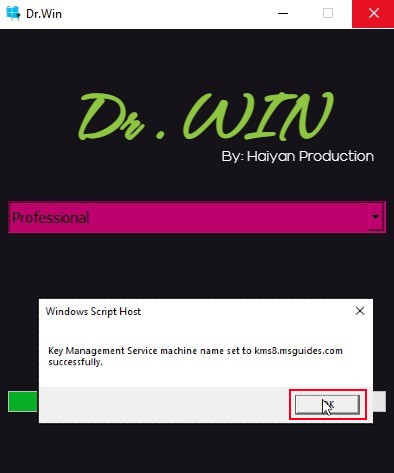 Dr.Win
Dr. WIN
By: Haiyan Production
Professional
Windows Script Host
Key Management Service machine name set to kms8.msguides.com
successfully.